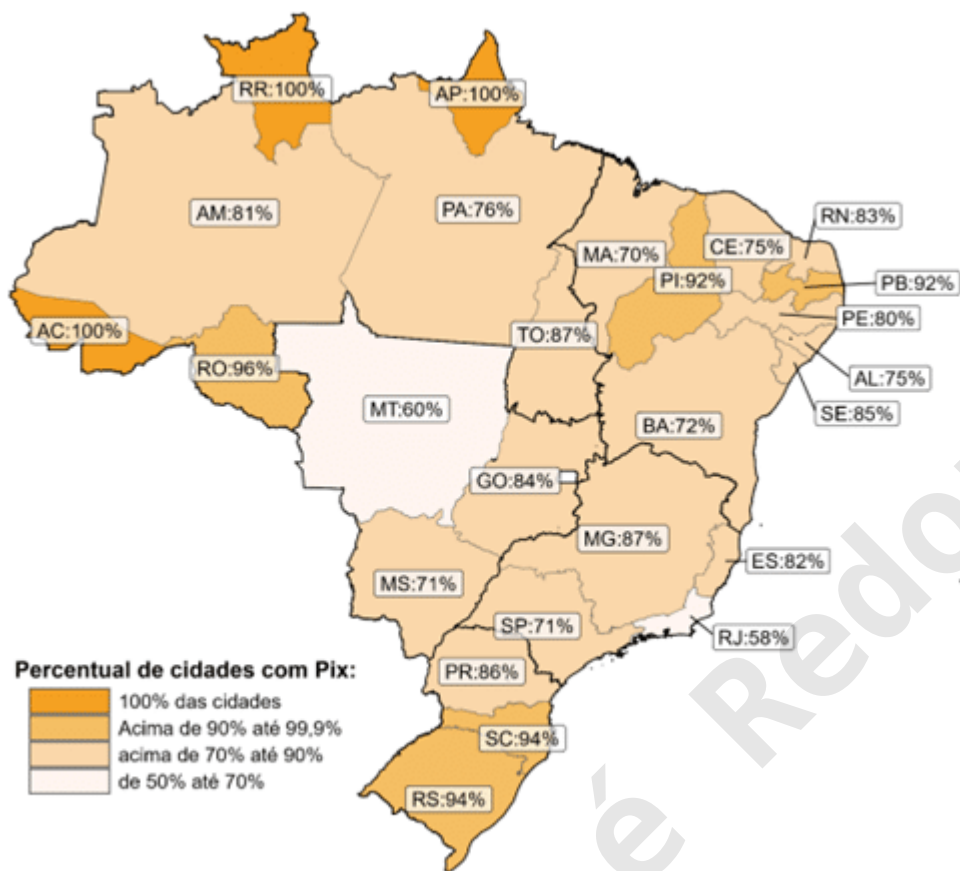 RR:100%
AP:100%
AM:81%
PA:76%
RN:83%
MA:70%
CE:75%
PI:92%
PB:92%
PE:80%
AC:100%
TO:87%
RO:96%
AL:75%
MT:60%
SE:85%
BA:72%
GO:84%
MG:87%
ES:82%
MS:71%
SP:71%
RJ:58%
PR:86%
SC:94%
RS:94%
Percentual de cidades com Pix:
100% das cidades
Acima de 90% até 99,9%
acima de 70% até 90%
de 50% até 70%